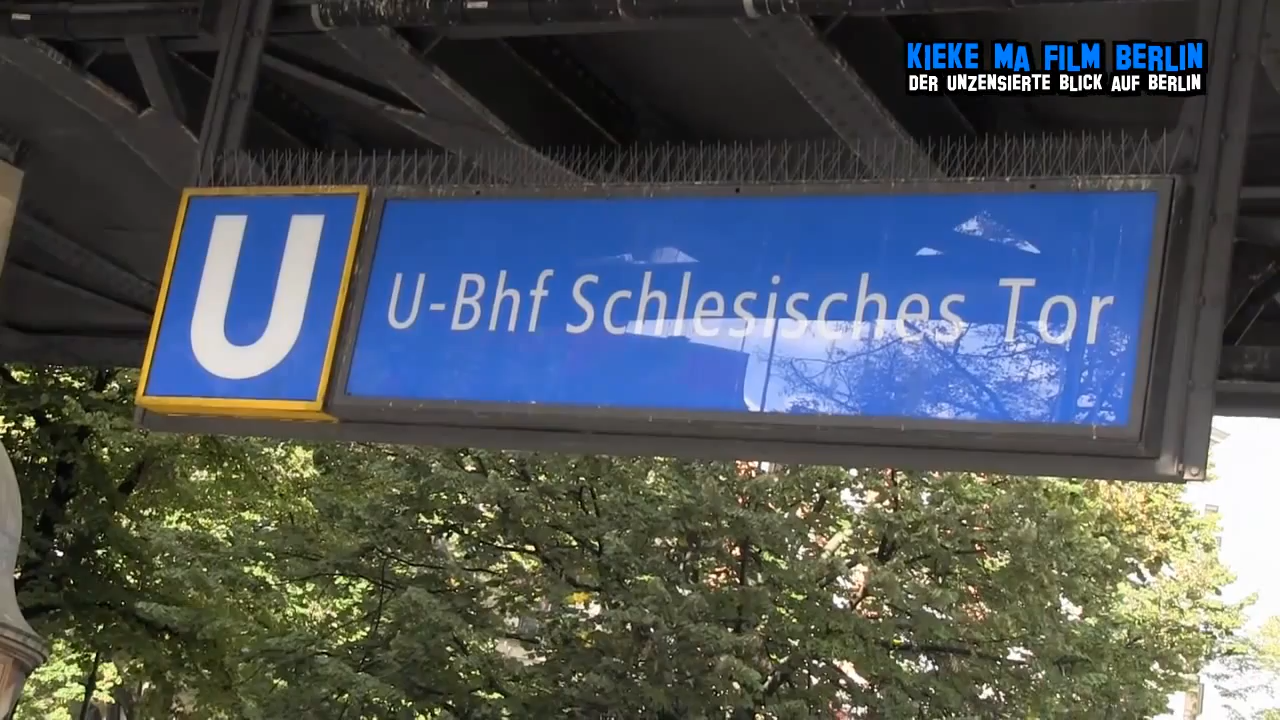 KIEKE MA FILM BERLIN
DER UNZENSIERTE BLICK AUF BERLIN
U
U-Bhf Schlesisches Tor